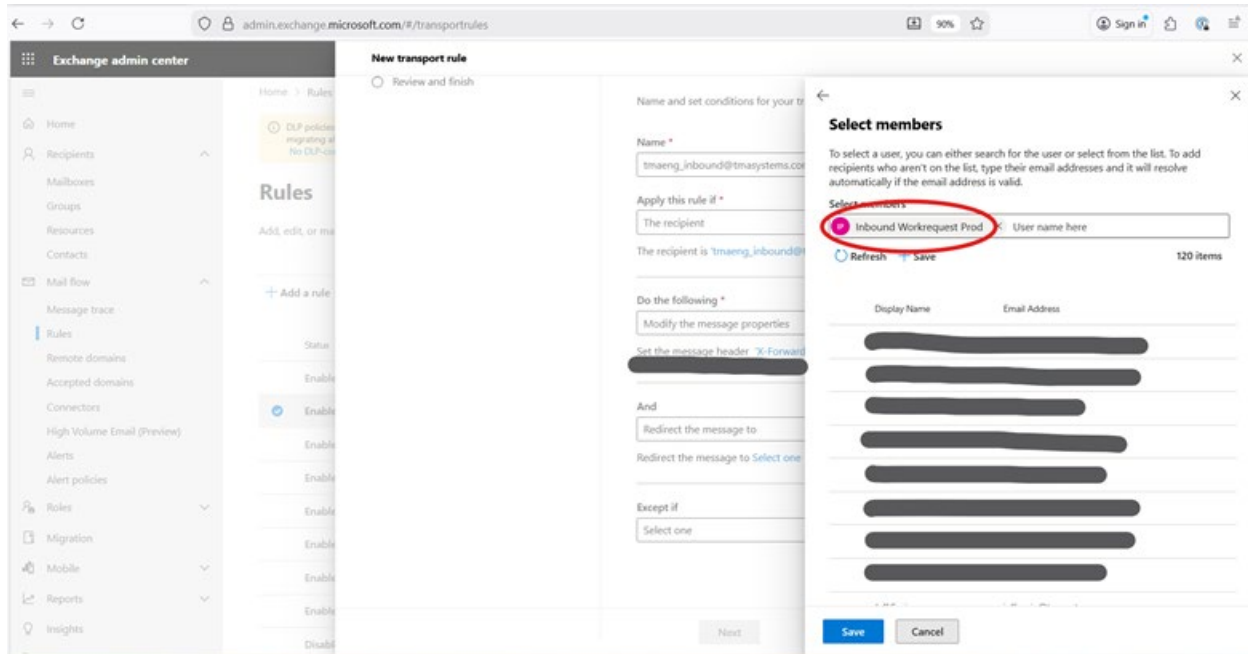 admin.exchange.microsoft.com/#/transportrules
90%
Sign in
Exchange admin center
Home
Recipients
Mailboxes
Groups
Resources
Contacts
Mail flow
Message trace
Rules
Remote domains
Accepted domains
Connectors
High Volume Email (Preview)
Alerts
Alert policies
Roles
Migration
Mobile
Reports
Insights
Home > Rules
DLP policies
migrating al
Rules
Add, edit, or ma
Add a rule
Status
Enable
Enable
Enable
Enable
Enable
Enable
Enable
Enable
Disabl
New transport rule
Review and finish
Name and set conditions for your tr
Name *
tmaeng_inbound@tmasystems.com
Apply this rule if *
The recipient
The recipient is 'tmaeng_inbound@
Do the following *
Modify the message properties
Set the message header 'X-Forward
And
Redirect the message to
Redirect the message to Select one
Except if
Select one
Next
Select members
To select a user, you can either search for the user or select from the list. To add
recipients who aren't on the list, type their email addresses and it will resolve
automatically if the email address is valid.
Select members
IP Inbound Workrequest Prod User name here
Refresh + Save 120 items
Display Name Email Address
Save Cancel